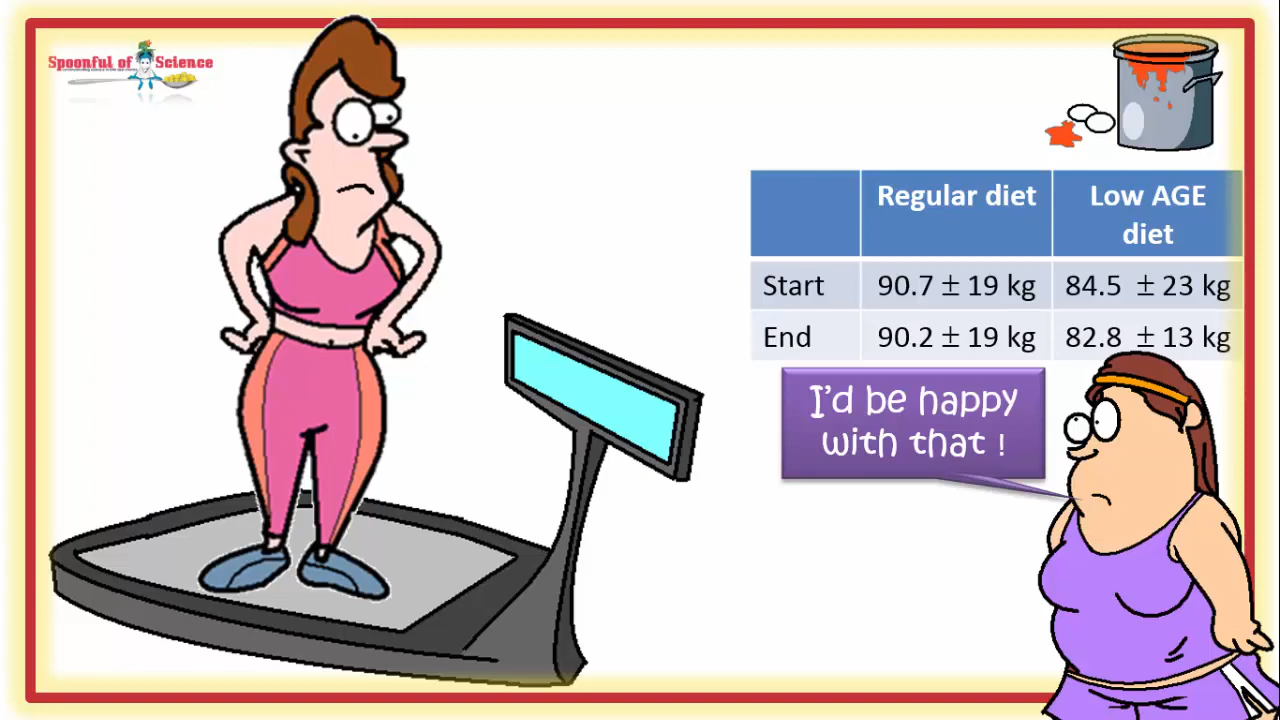 Spoonful of Science
Regular diet
Low AGE
diet
Start
90.7 ± 19 kg
84.5 ± 23 kg
End
90.2 ± 19 kg
82.8 ± 13 kg
I'd be happy
with that !